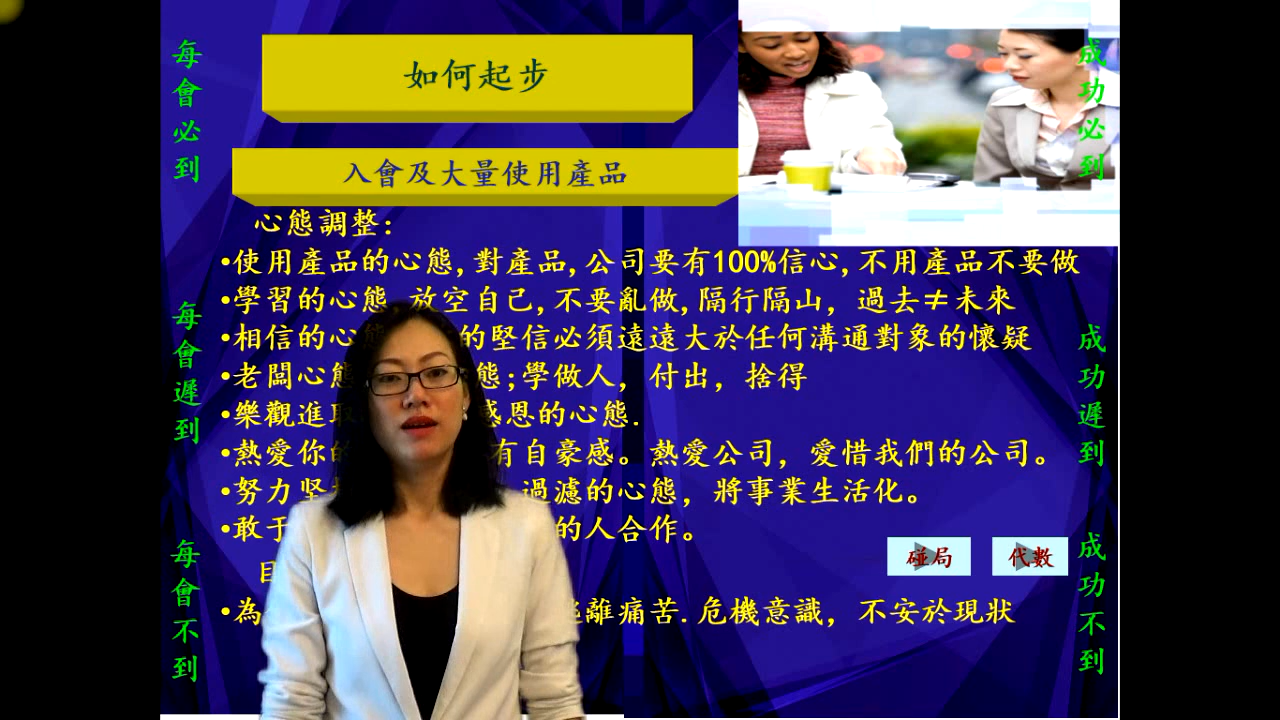 如何起步
入會及大量使用產品
心態調整:
•使用產品的心態,對產品,公司要有100%信心,不用產品不要做
•學習的心態,放空自己,不要亂做,隔行隔山，過去≠未來
•相信的心 的堅信必須遠遠大於任何溝通對象的懷疑
•老闆心態 態;學做人，付出，捨得
•樂觀進取 感恩的心態.
•熱愛你的 有自豪感。熱愛公司，愛惜我們的公司。
•努力坚 過濾的心態，將事業生活化。
•敢于 的人合作。
•為 離痛苦.危機意識，不安於現狀
碰局
代數
每會必到
每會遲到
每會不到
成功必到
成功遲到
成功不到